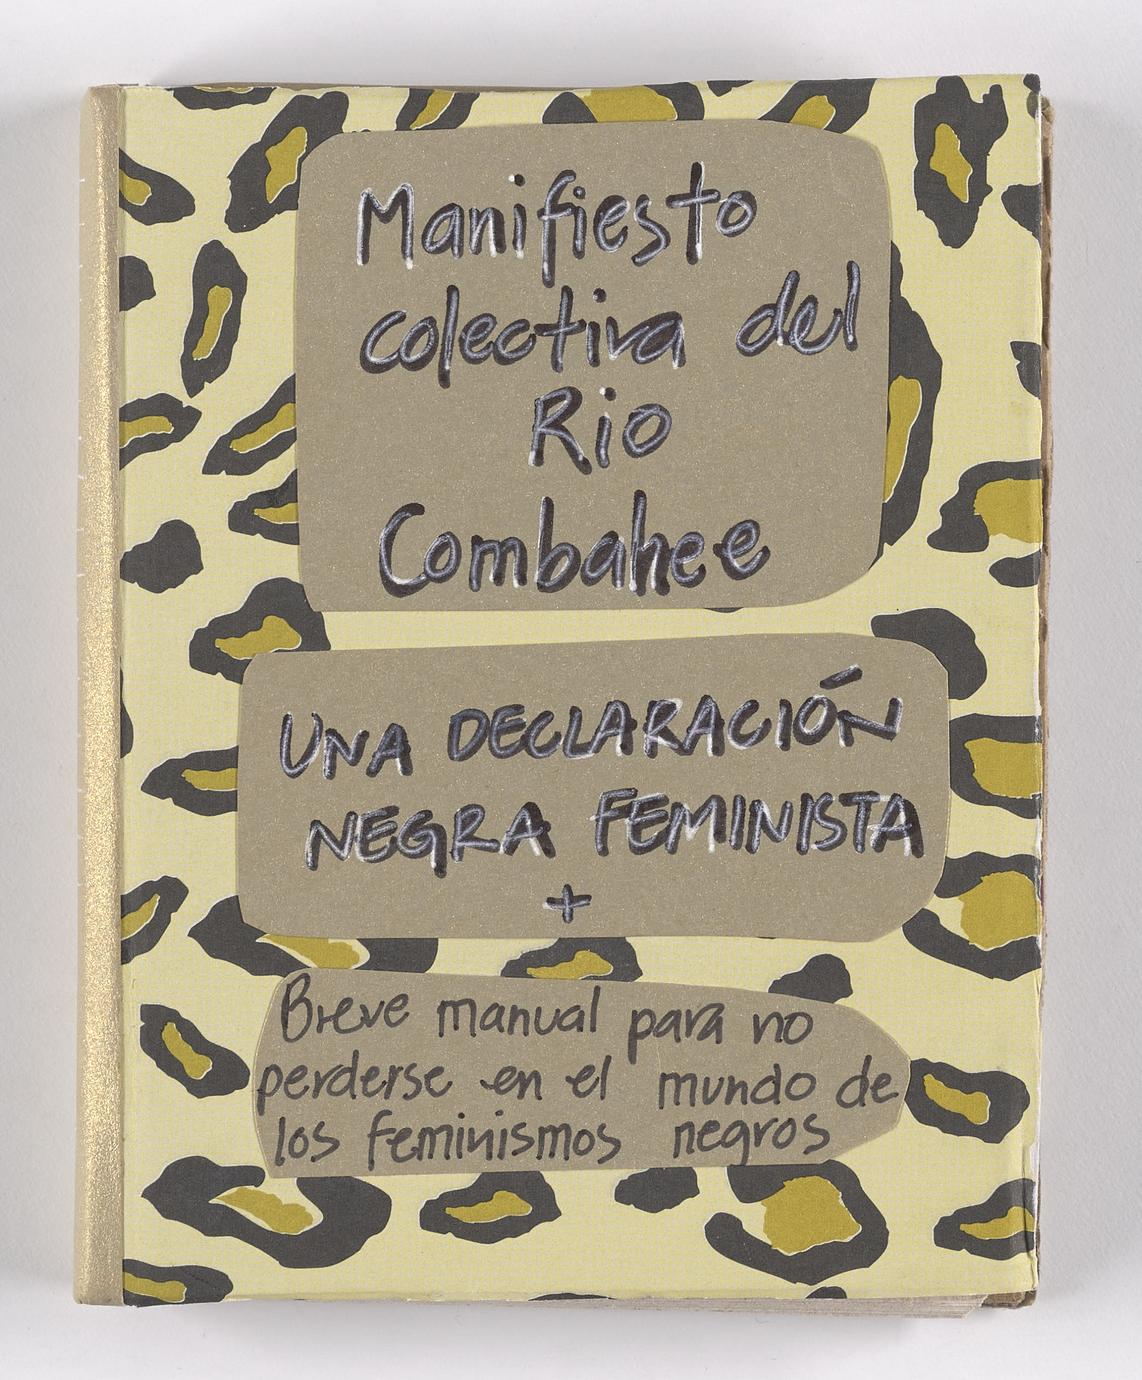 Manifiesto
colectiva del
Rio
Combahee
UNA DECLARACIÓN
NEGRA FEMINISTA
+
Breve manual para no
perderse en el mundo de
los feminismos negros